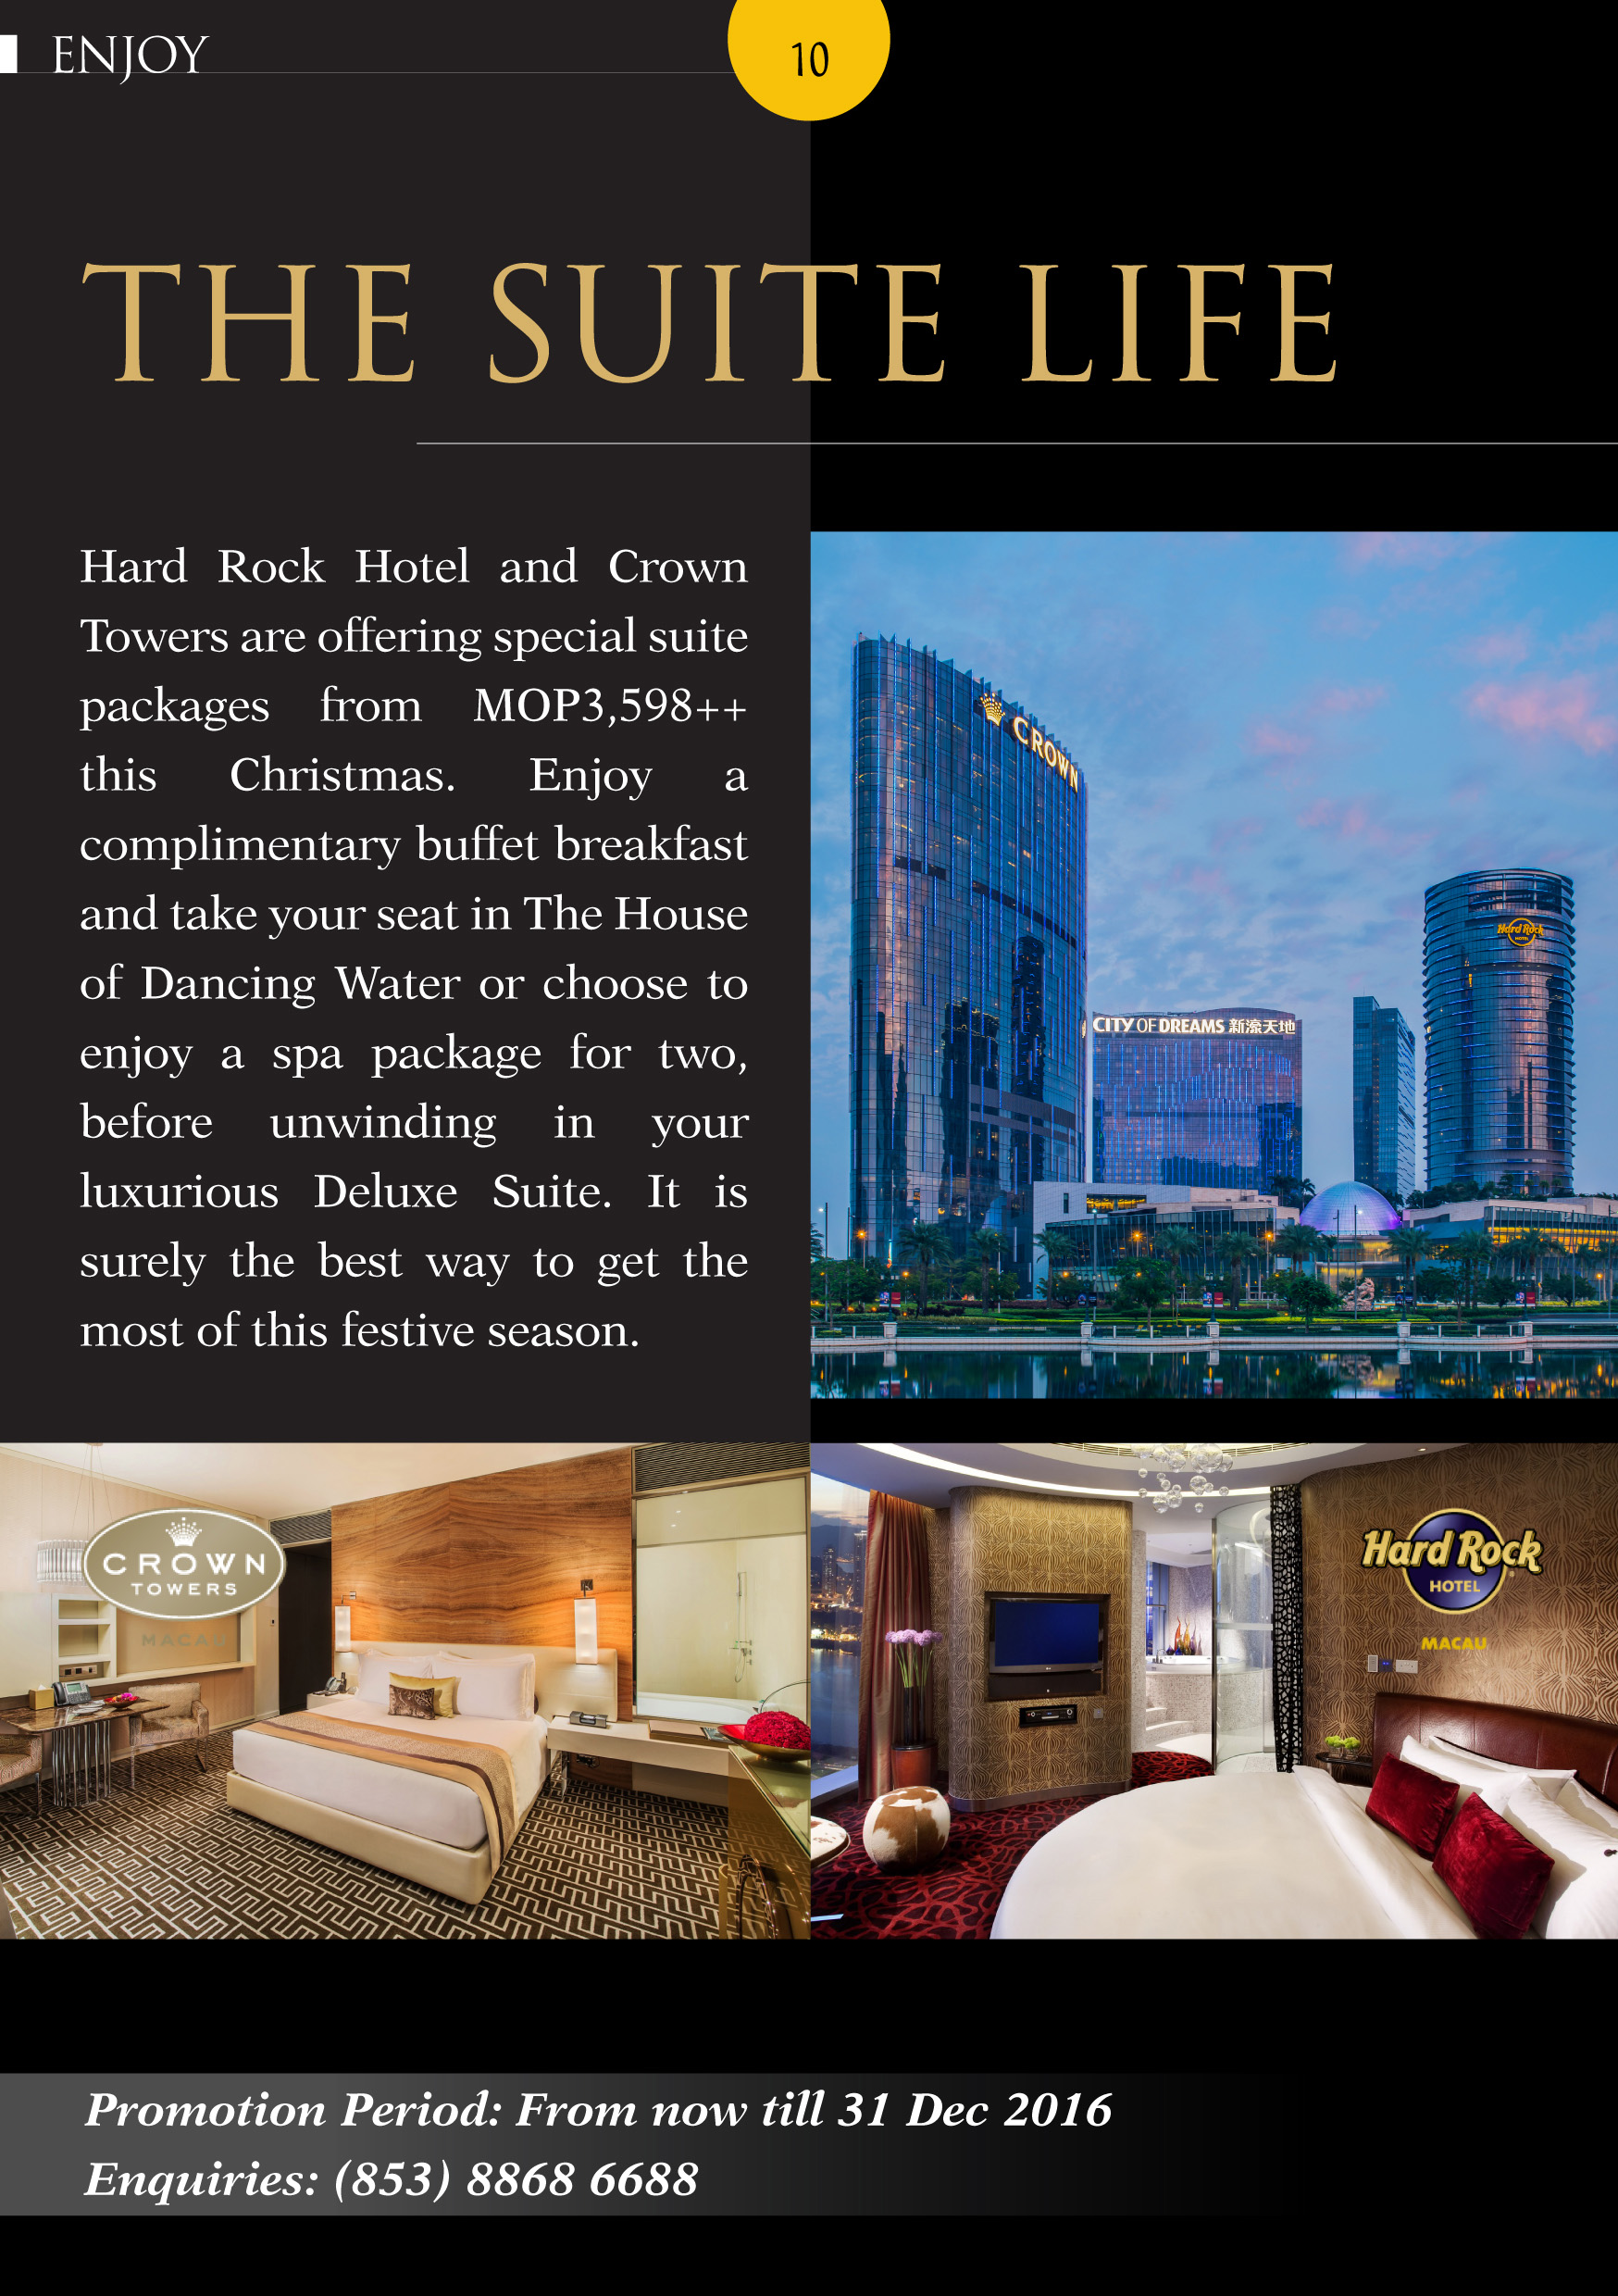 ENJOY
10
THE SUITE LIFE
Hard Rock Hotel and Crown
Towers are offering special suite
packages from MOP3,598++
this Christmas. Enjoy a
complimentary buffet breakfast
and take your seat in The House
of Dancing Water or choose to
enjoy a spa package for two,
before unwinding in your
luxurious Deluxe Suite. It is
surely the best way to get the
most of this festive season.
CROWN
Hard Rock
HOTEL
CITY OF DREAMS 新濠天地
CROWN
TOWERS
MACAU
Hard Rock
HOTEL
MACAU
Promotion Period: From now till 31 Dec 2016
Enquiries: (853) 8868 6688